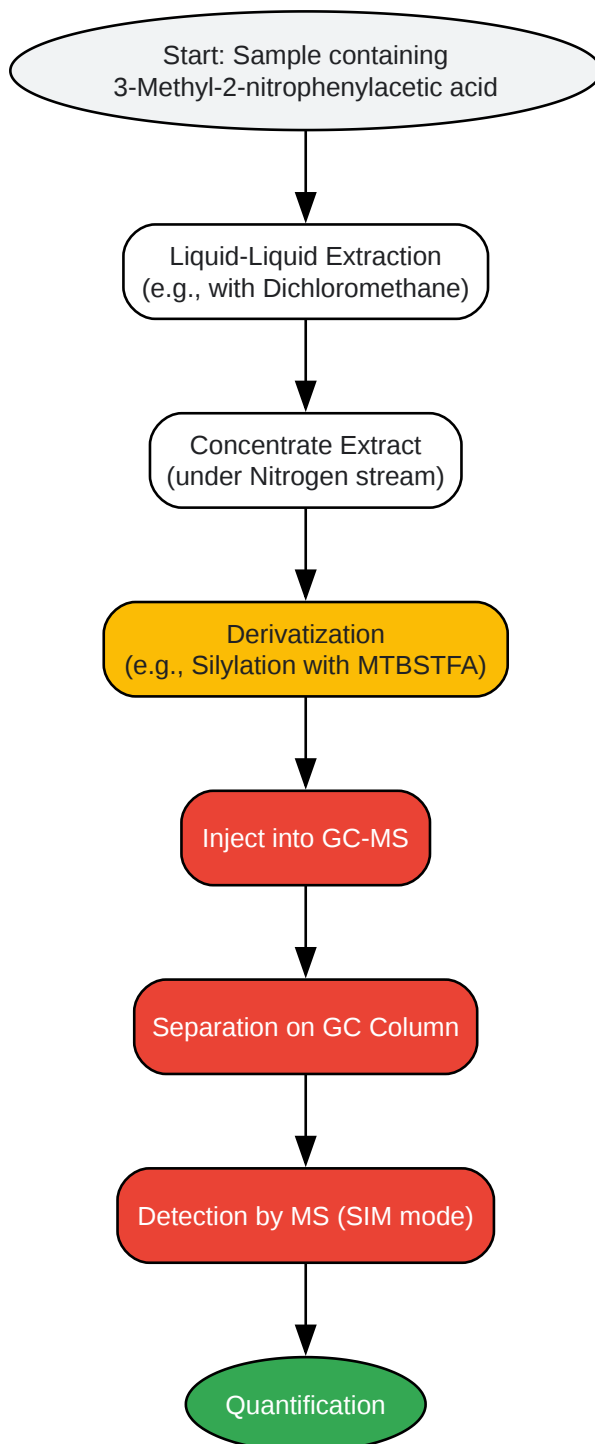 Start: Sample containing
3-Methyl-2-nitrophenylacetic acid
Liquid-Liquid Extraction
(e.g., with Dichloromethane)
Concentrate Extract
(under Nitrogen stream)
Derivatization
(e.g., Silylation with MTBSTFA)
Inject into GC-MS
Separation on GC Column
Detection by MS (SIM mode)
Quantification